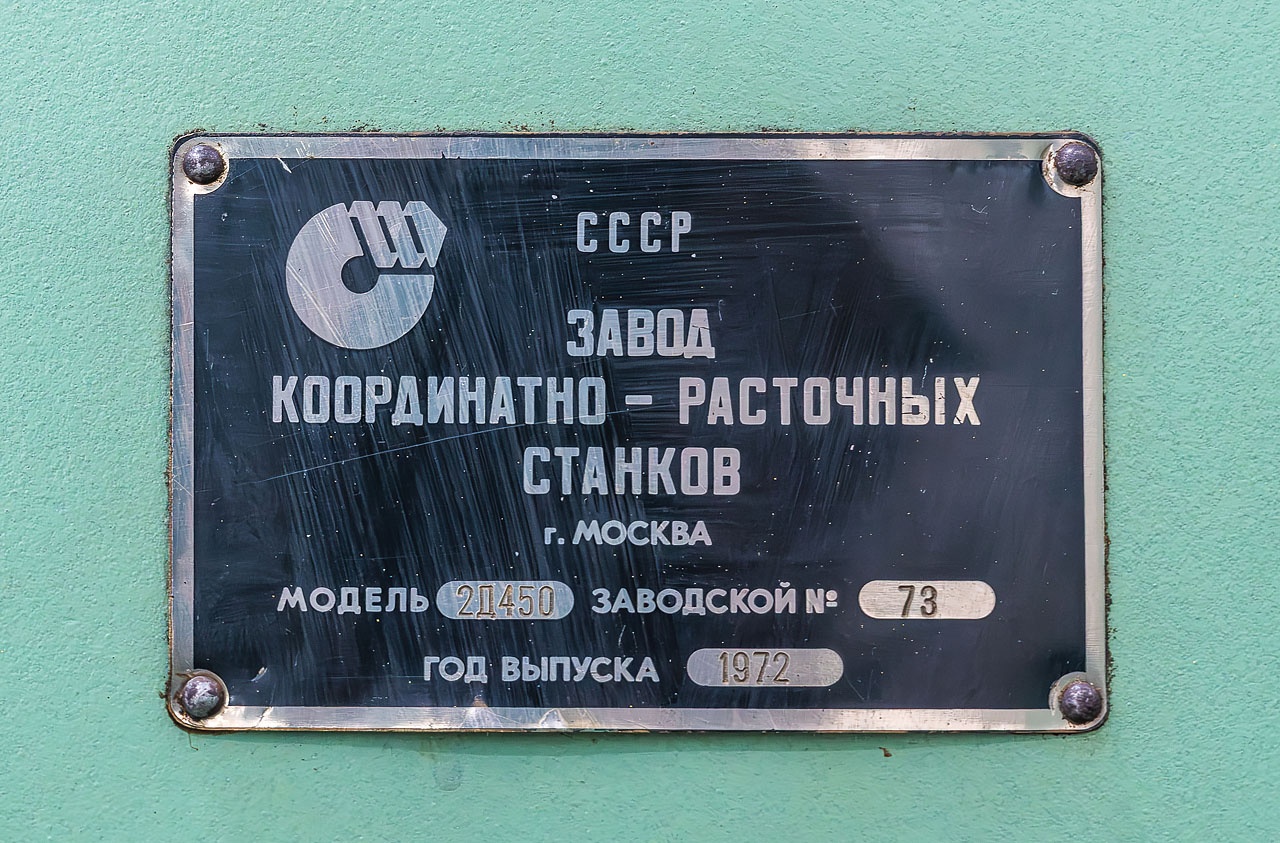 СССР
ЗАВОД
КООРДИНАТНО – РАСТОЧНЫХ
СТАНКОВ
г. МОСКВА
МОДЕЛЬ 2Д450 ЗАВОДСКОЙ № 73
ГОД ВЫПУСКА 1972